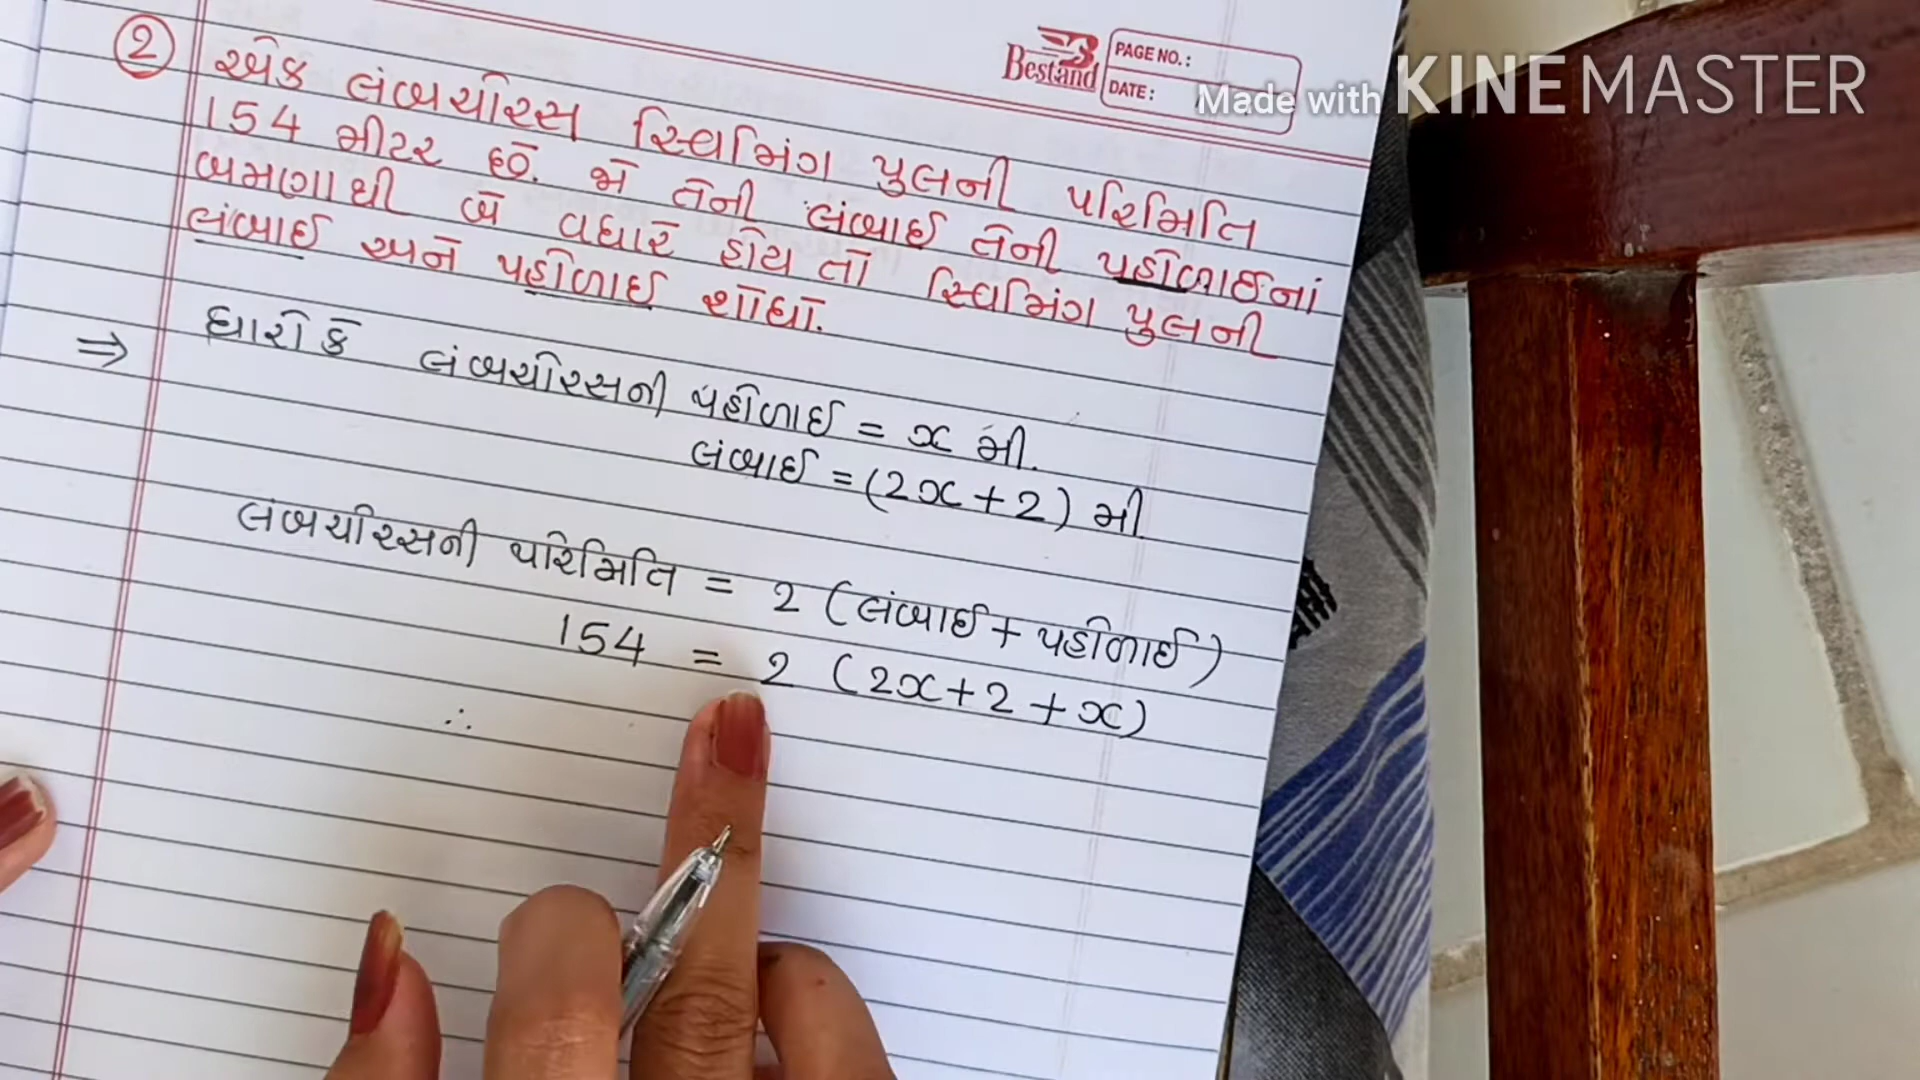 Bestand
PAGE NO.:
DATE:
Made with KINEMASTER
2 એક લંબચોરસ સ્વિમિંગ પુલની પરિમિતિ
154 મીટર છે. જો તેની લંબાઈ તેની પહોળાઈનાં
બમણાથી બે વધારે હોય તો સ્વિમિંગ પુલની
લંબાઈ અને પહોળાઈ શોધો.
⇒ ધારો કે લંબચોરસની પહોળાઈ = x મી.
લંબાઈ = (2x + 2) મી
લંબચોરસની પરિમિતિ = 2 (લંબાઈ + પહોળાઈ)
154 = 2 (2x + 2 + x)
∴